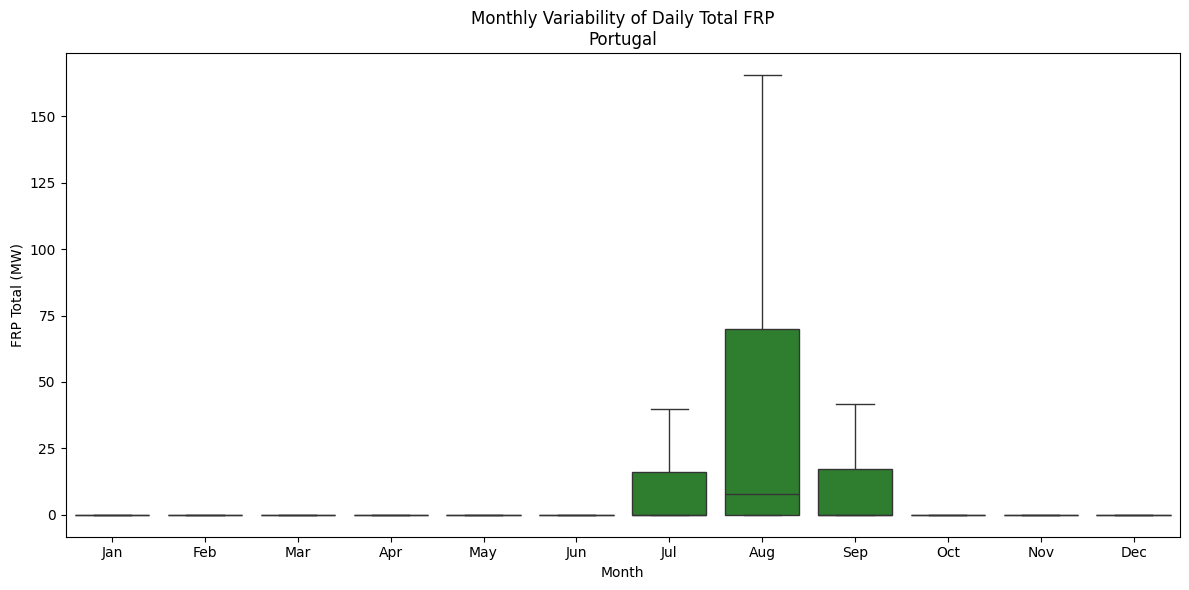 Monthly Variability of Daily Total FRP
Portugal
FRP Total (MW)
150
125
100
75
50
25
0
Jan Feb Mar Apr May Jun Jul Aug Sep Oct Nov Dec
Month